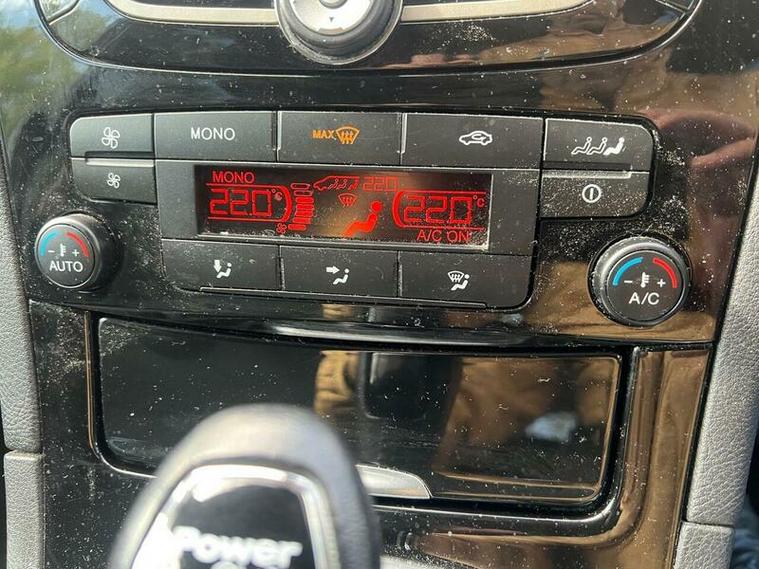 MONO
MAX
MONO
22.0° 22.0 22.0°C
A/C ON
AUTO
A/C
Power